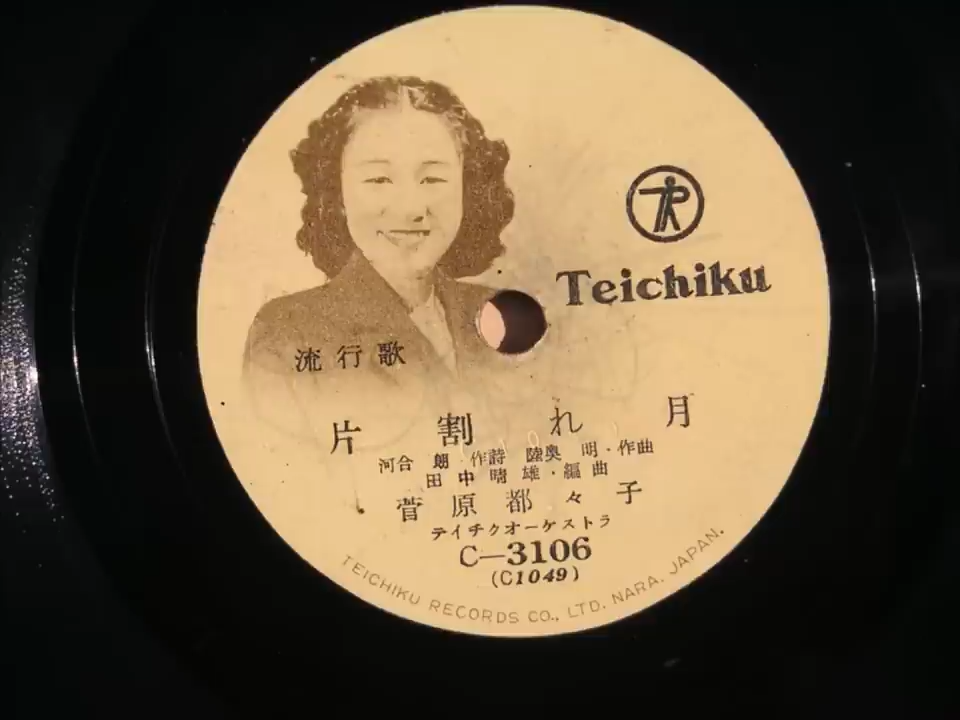 Teichiku
流行歌
片割れ月
河合 朗・作詩 陸奥 明・作曲
田中晴雄・編曲
菅原都々子
テイチクオーケストラ
C-3106
(C1049)
TEICHIKU RECORDS CO., LTD. NARA. JAPAN.